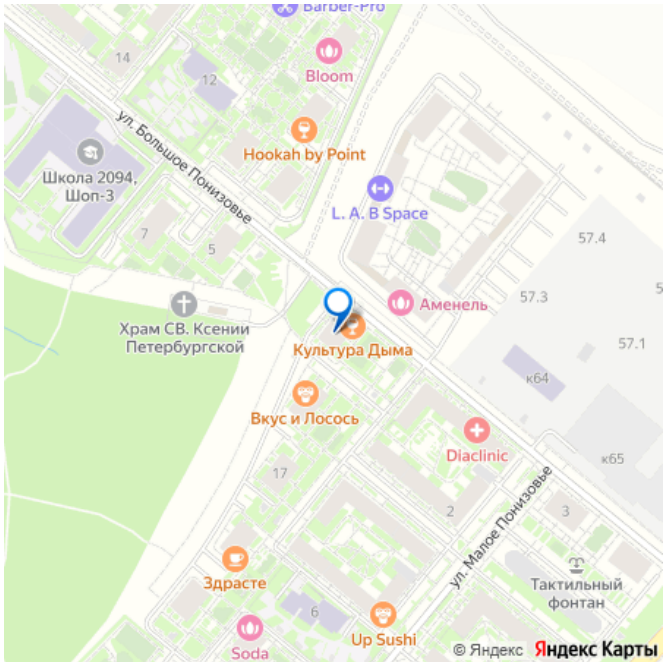 Barber-Pro
14
Bloom
12
ул. Большое Понизовье
Hookah by Point
Школа 2094,
Шоп-3
L. A. B Space
7
5
57.4
Аменель
57.3
5
Храм СВ. Ксении
Петербургской
Культура Дыма
57.1
к64
Вкус и Лосось
Diaclinic
к65
17
2
3
ул. Малое Понизовье
Здрасте
Тактильный
фонтан
6
Up Sushi
Soda
© Яндекс Яндекс Карты